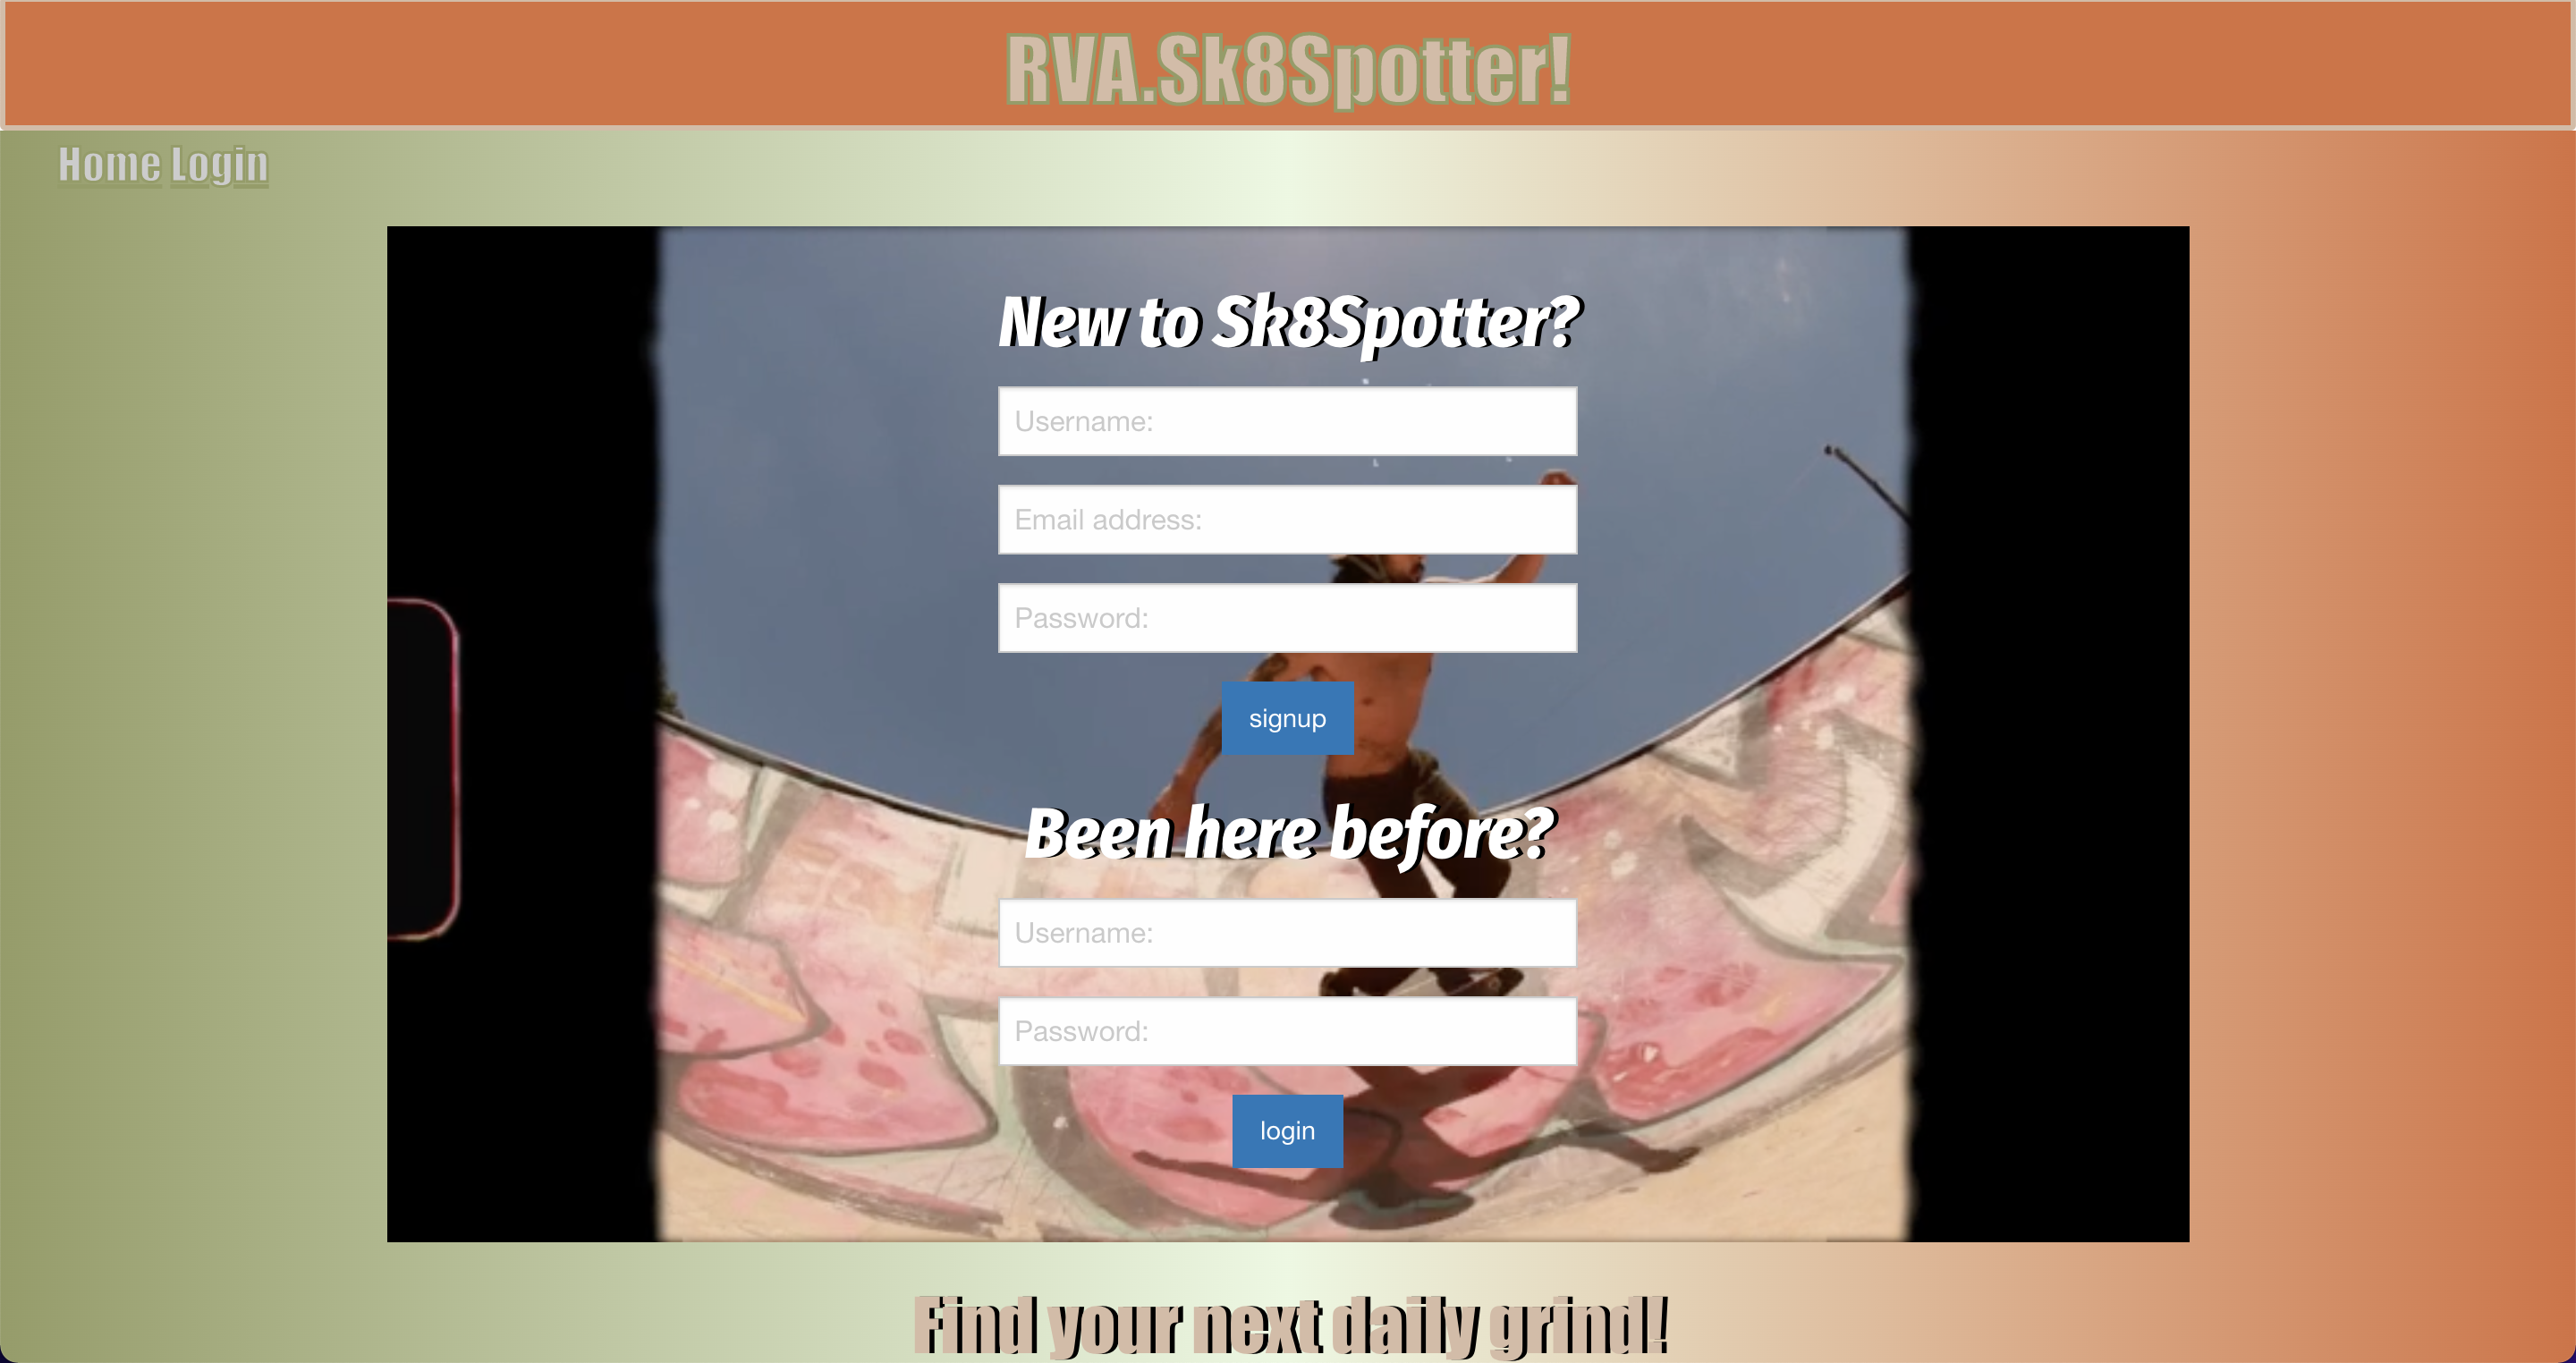 RVA.Sk8Spotter!
Home Login
New to Sk8Spotter?
Username:
Email address:
Password:
signup
Been here before?
Username:
Password:
login
Find your next daily grind!